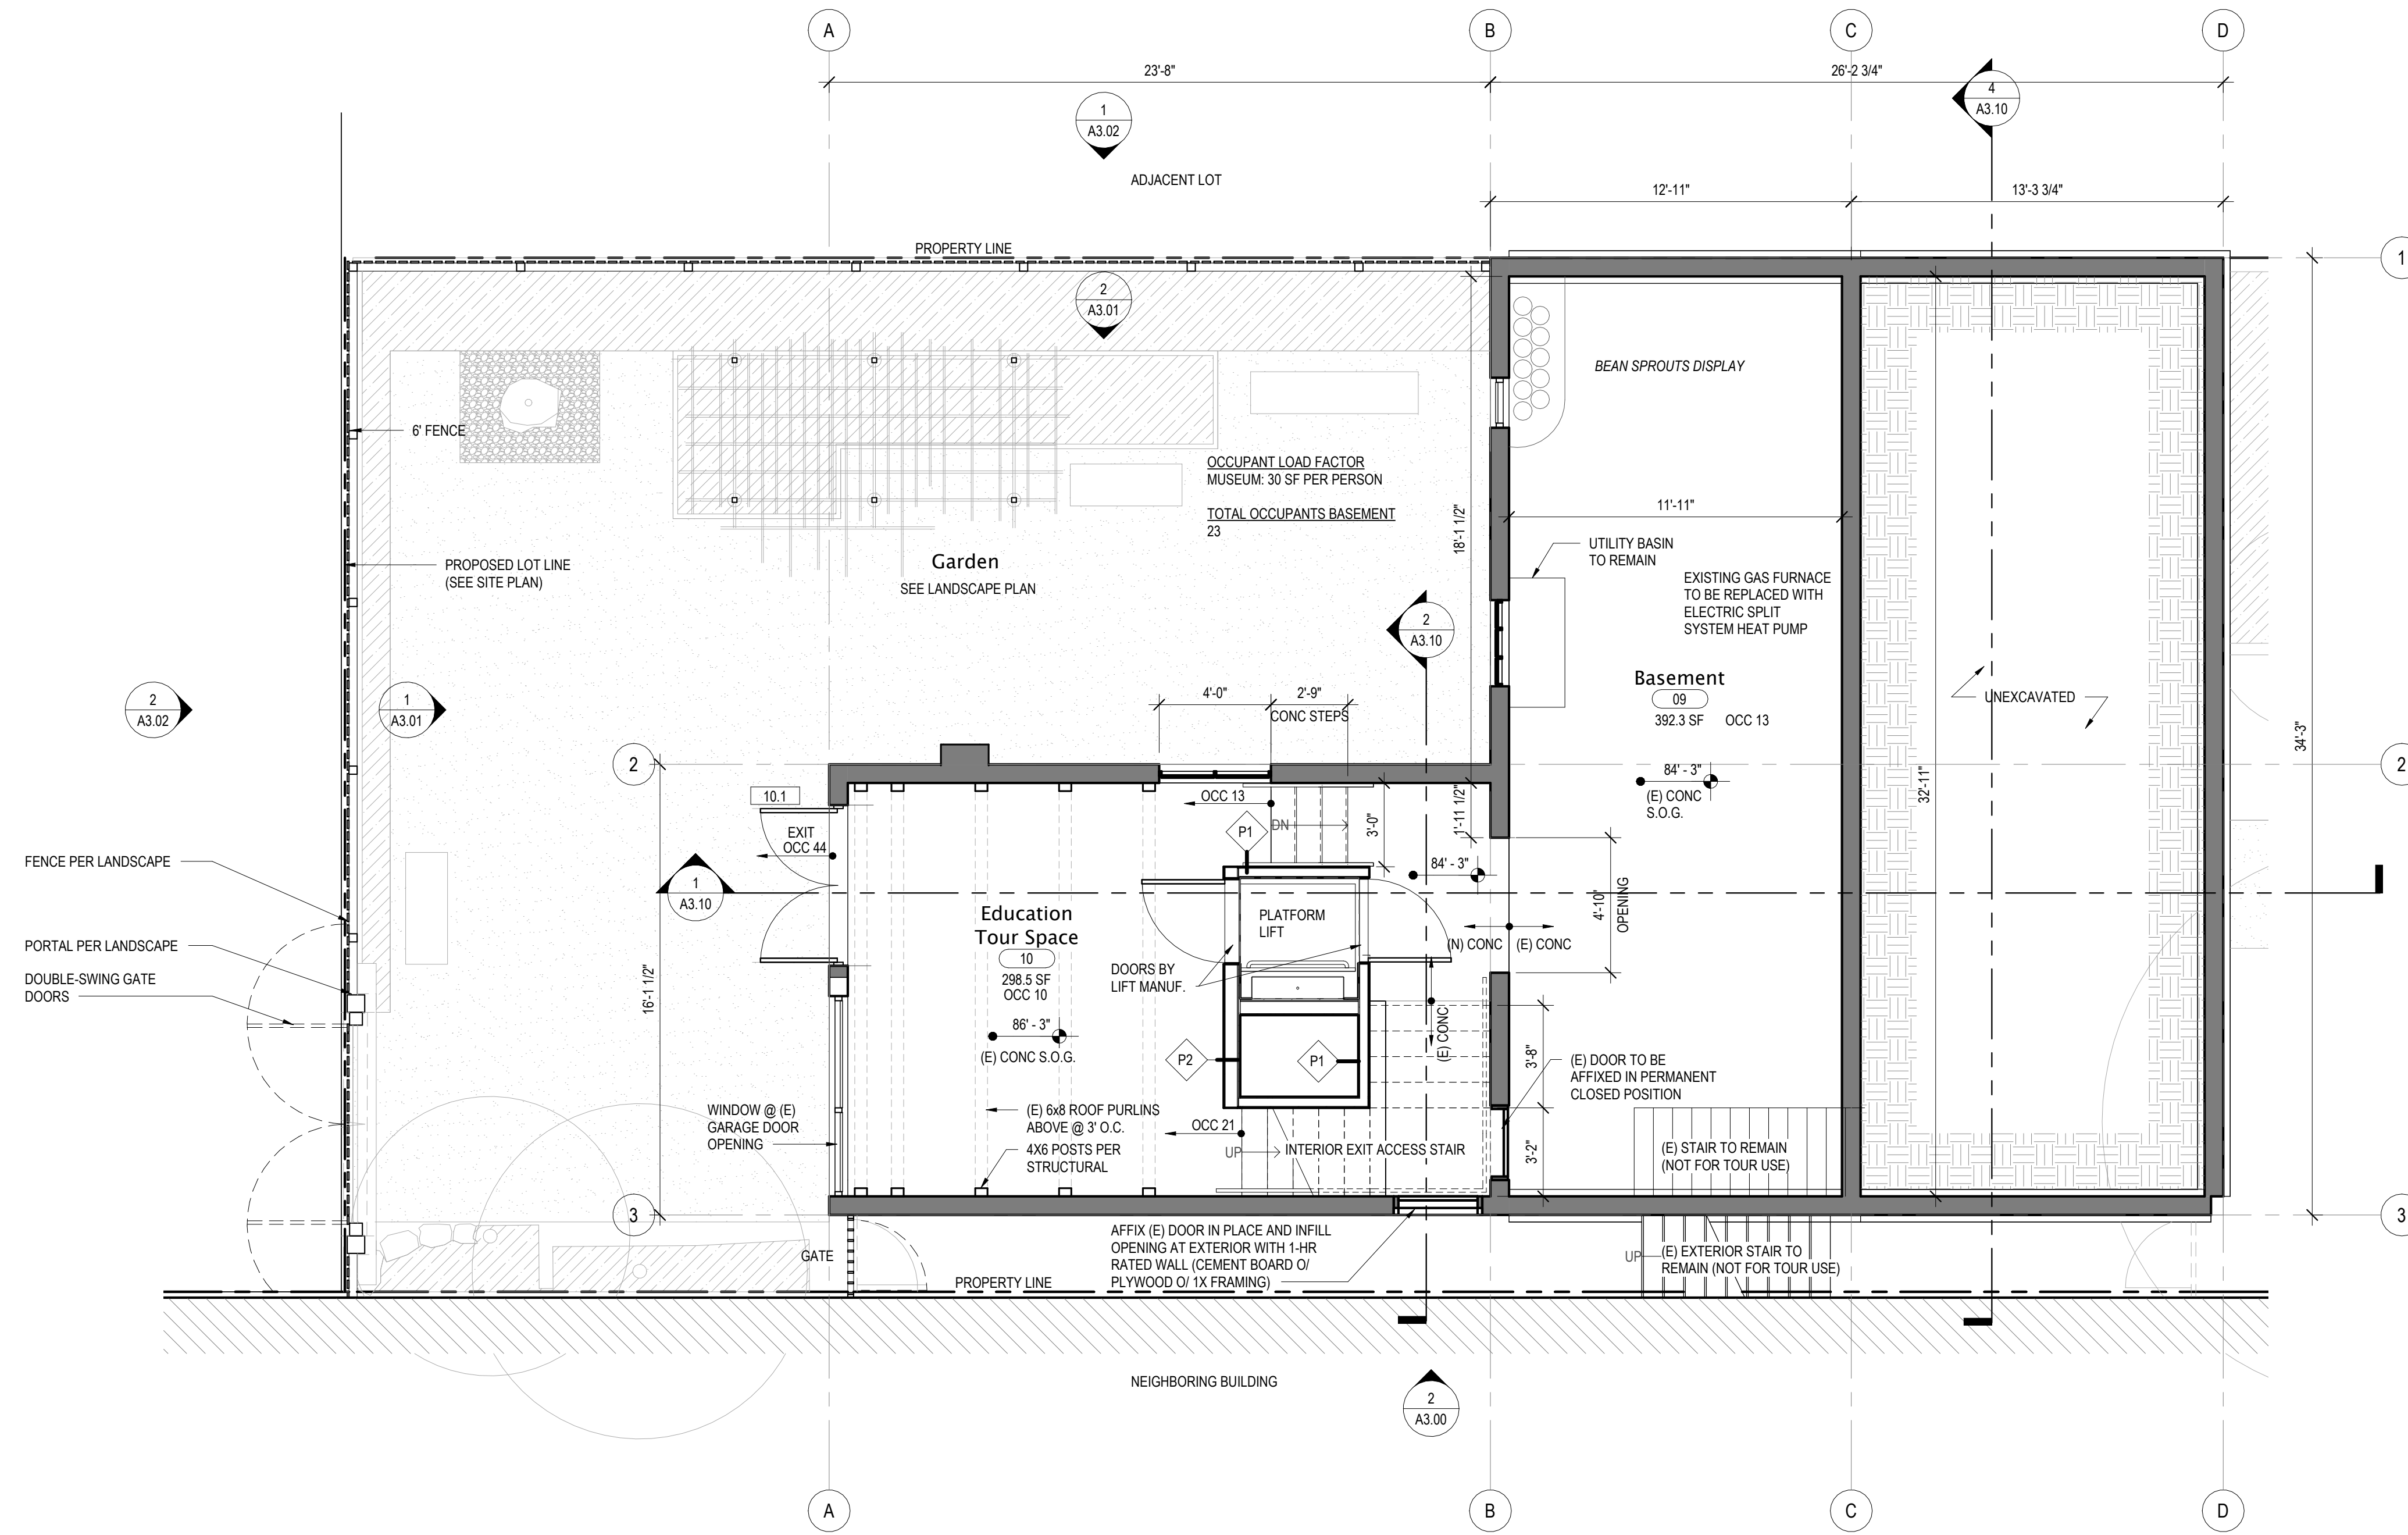 A
B
C
D
23'-8"
26'-2 3/4"
1
A3.02
4
A3.10
ADJACENT LOT
12'-11"
13'-3 3/4"
PROPERTY LINE
1
2
A3.01
BEAN SPROUTS DISPLAY
6' FENCE
OCCUPANT LOAD FACTOR
MUSEUM: 30 SF PER PERSON
TOTAL OCCUPANTS BASEMENT
23
18'-1 1/2"
11'-11"
UTILITY BASIN
TO REMAIN
PROPOSED LOT LINE
(SEE SITE PLAN)
Garden
SEE LANDSCAPE PLAN
EXISTING GAS FURNACE
TO BE REPLACED WITH
ELECTRIC SPLIT
SYSTEM HEAT PUMP
2
A3.10
Basement
09
392.3 SF OCC 13
UNEXCAVATED
2
A3.02
1
A3.01
4'-0"
2'-9"
CONC STEPS
34'-3"
2
2
84' - 3"
(E) CONC
S.O.G.
32'-11"
10.1
OCC 13
P1
DN
3'-0"
1'-11 1/2"
EXIT
OCC 44
FENCE PER LANDSCAPE
1
A3.10
84' - 3"
4'-10"
OPENING
Education
Tour Space
10
298.5 SF
OCC 10
PLATFORM
LIFT
(N) CONC
(E) CONC
PORTAL PER LANDSCAPE
DOUBLE-SWING GATE
DOORS
16'-1 1/2"
DOORS BY
LIFT MANUF.
86' - 3"
(E) CONC S.O.G.
(E) CONC
P2
P1
3'-8"
(E) DOOR TO BE
AFFIXED IN PERMANENT
CLOSED POSITION
WINDOW @ (E)
GARAGE DOOR
OPENING
(E) 6x8 ROOF PURLINS
ABOVE @ 3' O.C.
4X6 POSTS PER
STRUCTURAL
OCC 21
UP
INTERIOR EXIT ACCESS STAIR
3'-2"
(E) STAIR TO REMAIN
(NOT FOR TOUR USE)
3
3
GATE
PROPERTY LINE
AFFIX (E) DOOR IN PLACE AND INFILL
OPENING AT EXTERIOR WITH 1-HR
RATED WALL (CEMENT BOARD O/
PLYWOOD O/ 1X FRAMING)
UP
(E) EXTERIOR STAIR TO
REMAIN (NOT FOR TOUR USE)
NEIGHBORING BUILDING
2
A3.00
A
B
C
D